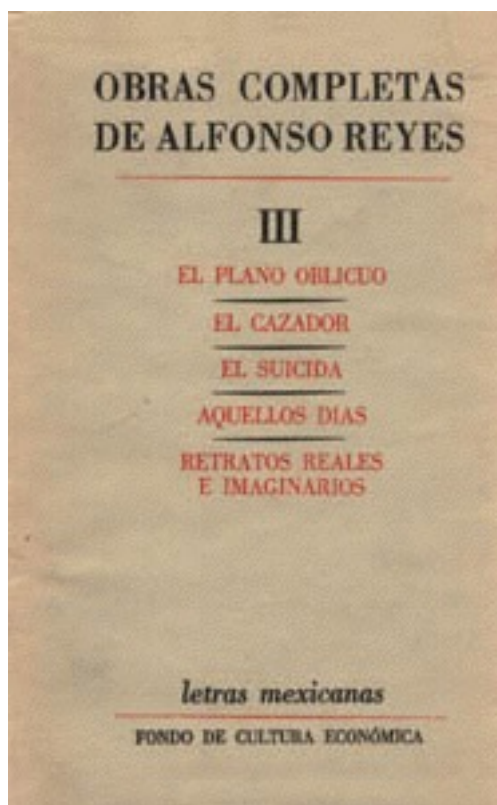 OBRAS COMPLETAS
DE ALFONSO REYES
III
EL PLANO OBLICUO
EL CAZADOR
EL SUICIDA
AQUELLOS DIAS
RETRATOS REALES
E IMAGINARIOS
letras mexicanas
FONDO DE CULTURA ECONÓMICA